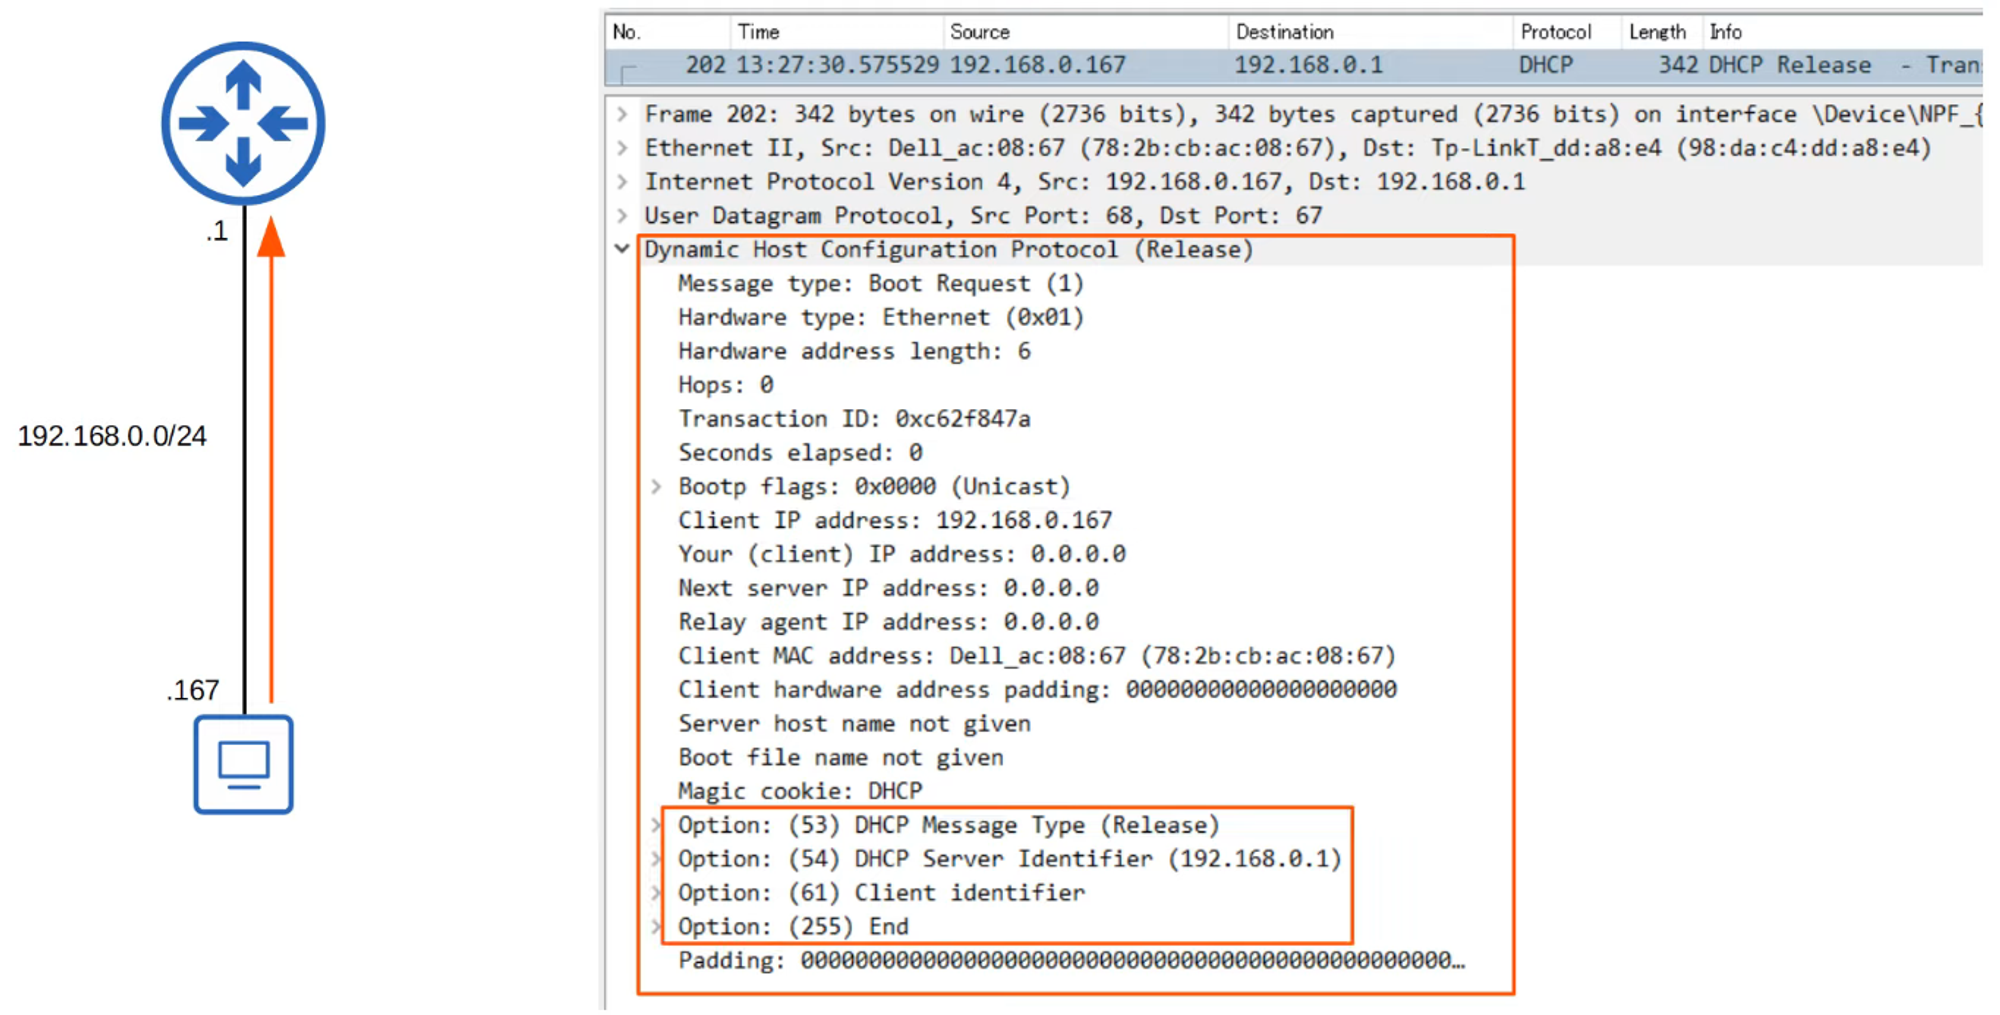 .1
192.168.0.0/24
.167
No. Time Source Destination Protocol Length Info
202 13:27:30.575529 192.168.0.167 192.168.0.1 DHCP 342 DHCP Release - Tran
Frame 202: 342 bytes on wire (2736 bits), 342 bytes captured (2736 bits) on interface \Device\NPF_{
Ethernet II, Src: Dell_ac:08:67 (78:2b:cb:ac:08:67), Dst: Tp-LinkT_dd:a8:e4 (98:da:c4:dd:a8:e4)
Internet Protocol Version 4, Src: 192.168.0.167, Dst: 192.168.0.1
User Datagram Protocol, Src Port: 68, Dst Port: 67
Dynamic Host Configuration Protocol (Release)
Message type: Boot Request (1)
Hardware type: Ethernet (0x01)
Hardware address length: 6
Hops: 0
Transaction ID: 0xc62f847a
Seconds elapsed: 0
Bootp flags: 0x0000 (Unicast)
Client IP address: 192.168.0.167
Your (client) IP address: 0.0.0.0
Next server IP address: 0.0.0.0
Relay agent IP address: 0.0.0.0
Client MAC address: Dell_ac:08:67 (78:2b:cb:ac:08:67)
Client hardware address padding: 00000000000000000000
Server host name not given
Boot file name not given
Magic cookie: DHCP
Option: (53) DHCP Message Type (Release)
Option: (54) DHCP Server Identifier (192.168.0.1)
Option: (61) Client identifier
Option: (255) End
Padding: 000000000000000000000000000000000000000000000000…